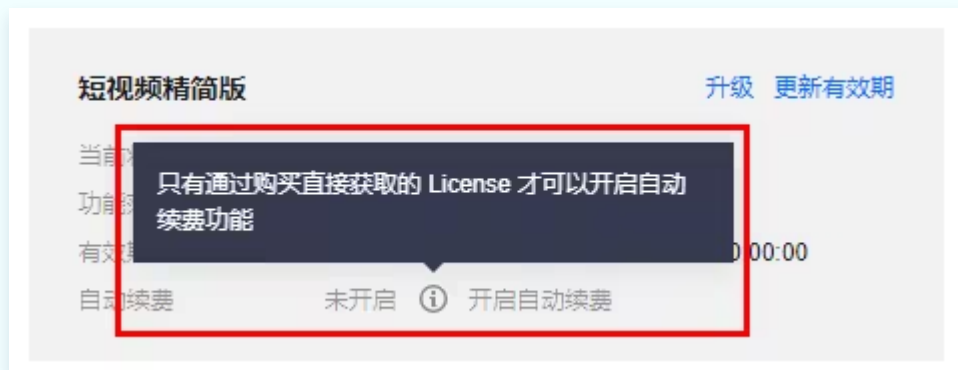 短视频精简版 升级 更新有效期
当前
只有通过购买直接获取的 License 才可以开启自动
功能
续费功能
有效 0:00:00
自动续费 未开启 开启自动续费